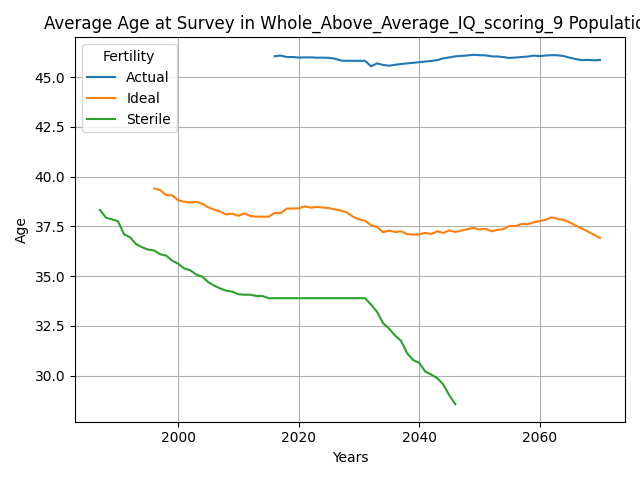 Average Age at Survey in Whole_Above_Average_IQ_scoring_9 Populatio
Fertility
Actual
Ideal
Sterile
45.0
42.5
40.0
37.5
35.0
32.5
30.0
Age
2000
2020
2040
2060
Years